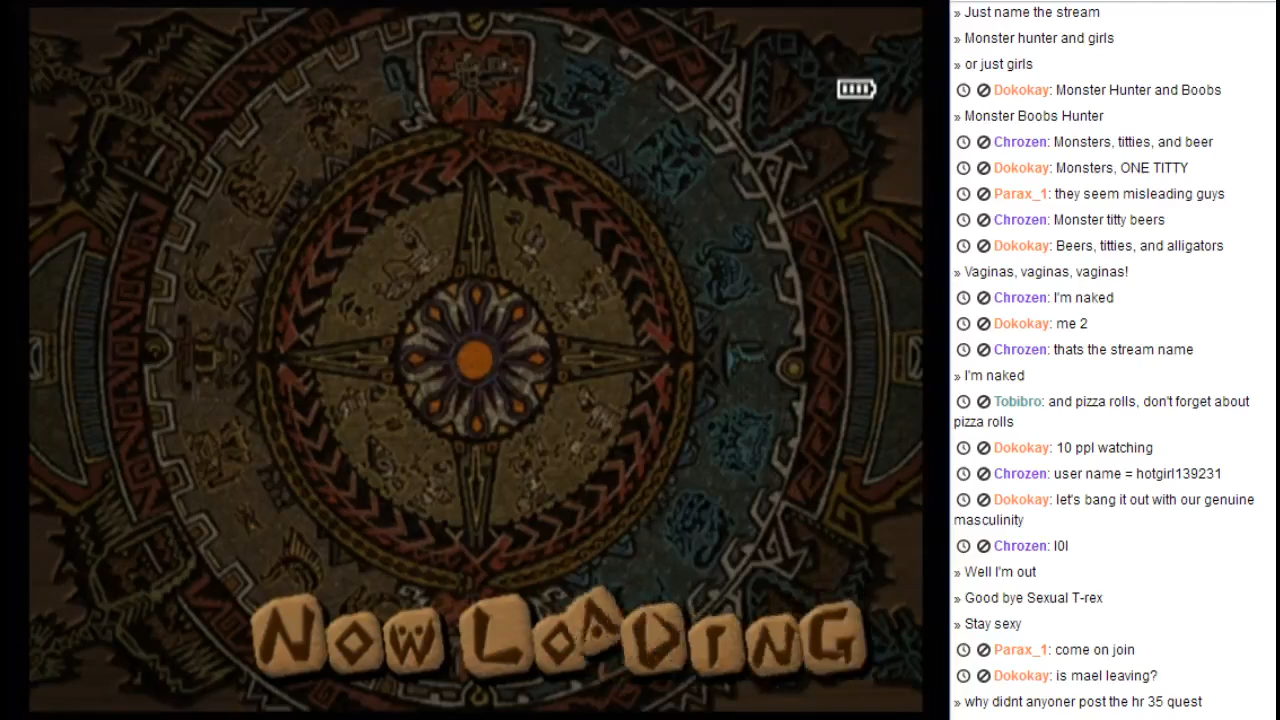 Now Loading
» Just name the stream
» Monster hunter and girls
» or just girls
Dokokay: Monster Hunter and Boobs
» Monster Boobs Hunter
Chrozen: Monsters, titties, and beer
Dokokay: Monsters, ONE TITTY
Parax_1: they seem misleading guys
Chrozen: Monster titty beers
Dokokay: Beers, titties, and alligators
» Vaginas, vaginas, vaginas!
Chrozen: I'm naked
Dokokay: me 2
Chrozen: thats the stream name
» I'm naked
Tobibro: and pizza rolls, don't forget about
pizza rolls
Dokokay: 10 ppl watching
Chrozen: user name = hotgirl139231
Dokokay: let's bang it out with our genuine
masculinity
Chrozen: l0l
» Well I'm out
» Good bye Sexual T-rex
» Stay sexy
Parax_1: come on join
Dokokay: is mael leaving?
» why didnt anyoner post the hr 35 quest